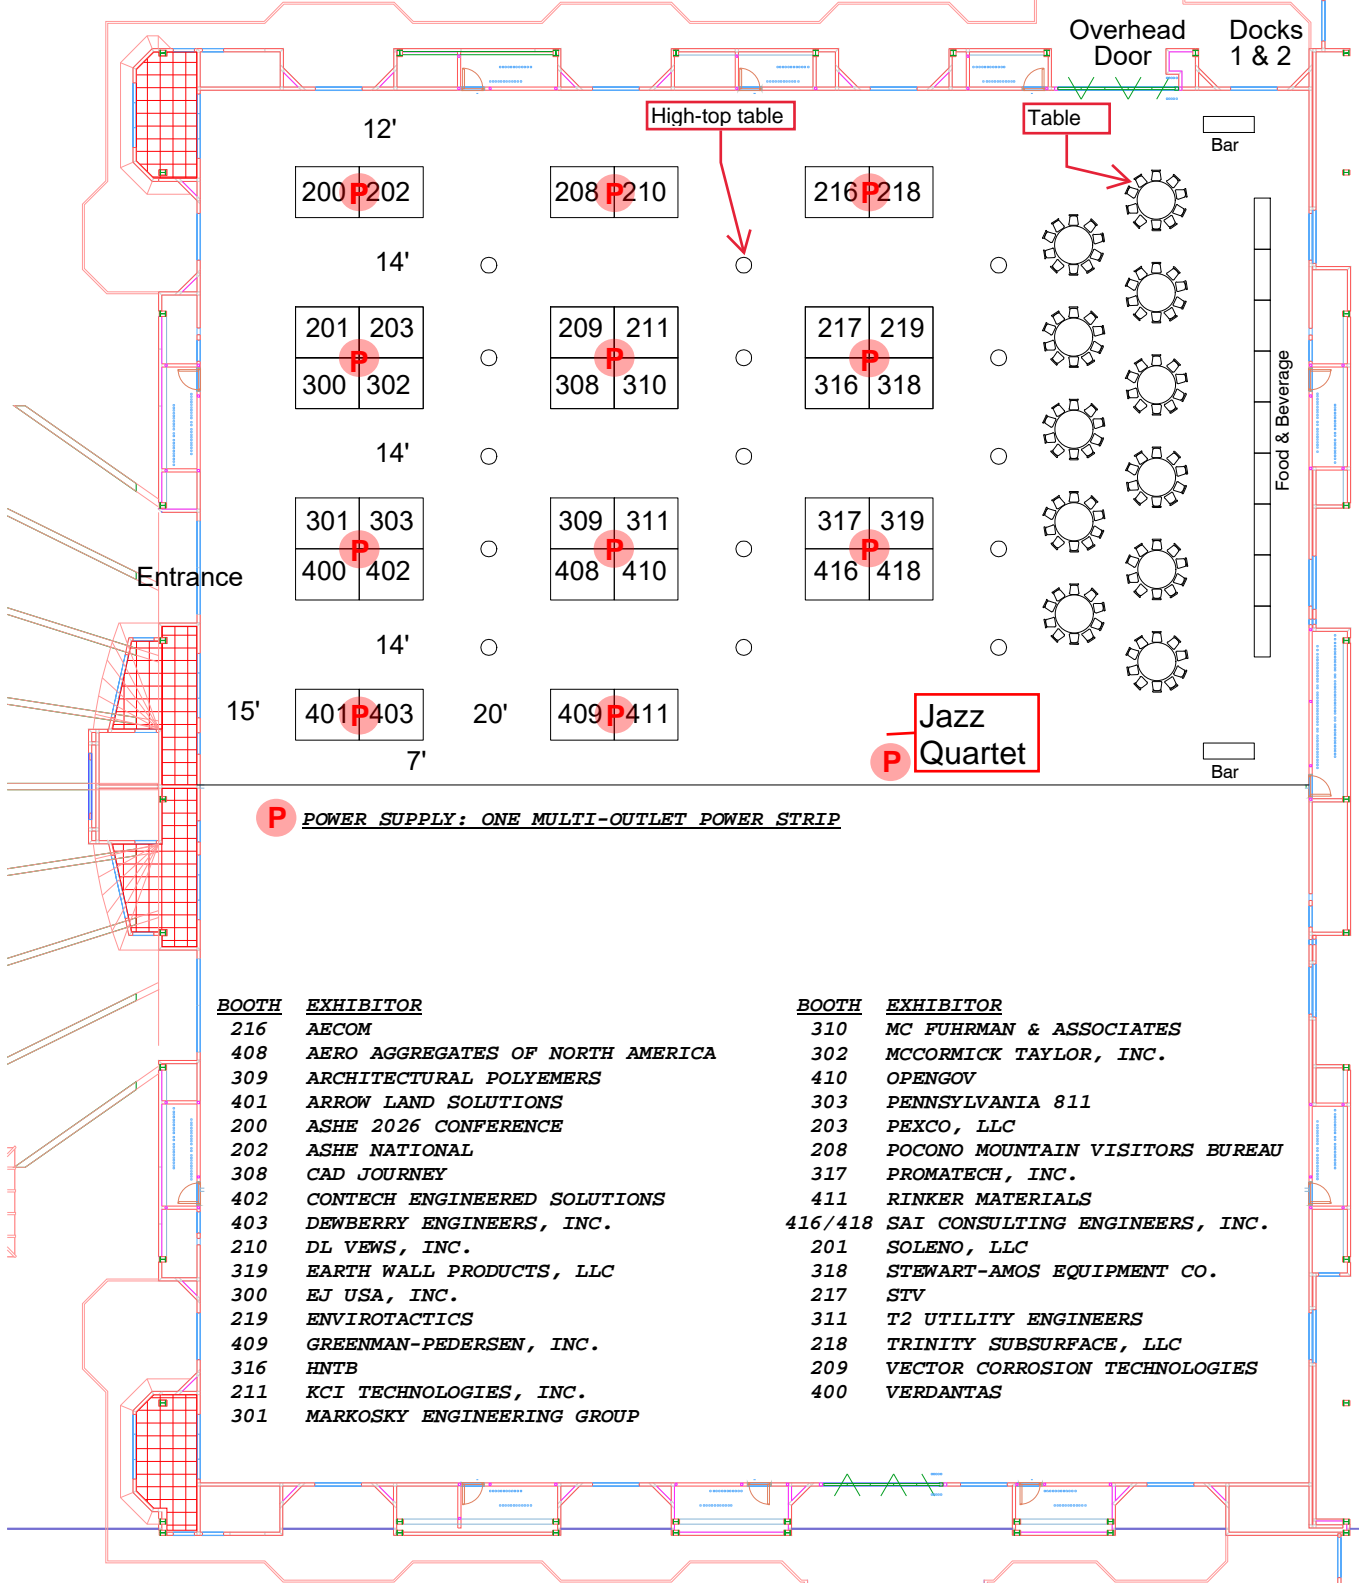 Overhead Door
Docks 1 & 2
12'
High-top table
Table
Bar
200 P 202
208 P 210
216 P 218
14'
201 203
209 211
217 219
P P P
300 302
308 310
316 318
Food & Beverage
14'
301 303
309 311
317 319
P P P
400 402
408 410
416 418
Entrance
14'
15'
401 P 403
20'
409 P 411
Jazz
Quartet
P
7'
Bar
P POWER SUPPLY: ONE MULTI-OUTLET POWER STRIP
BOOTH EXHIBITOR
216 AECOM
408 AERO AGGREGATES OF NORTH AMERICA
309 ARCHITECTURAL POLYEMERS
401 ARROW LAND SOLUTIONS
200 ASHE 2026 CONFERENCE
202 ASHE NATIONAL
308 CAD JOURNEY
402 CONTECH ENGINEERED SOLUTIONS
403 DEWBERRY ENGINEERS, INC.
210 DL VEWS, INC.
319 EARTH WALL PRODUCTS, LLC
300 EJ USA, INC.
219 ENVIROTACTICS
409 GREENMAN-PEDERSEN, INC.
316 HNTB
211 KCI TECHNOLOGIES, INC.
301 MARKOSKY ENGINEERING GROUP
BOOTH EXHIBITOR
310 MC FUHRMAN & ASSOCIATES
302 MCCORMICK TAYLOR, INC.
410 OPENGOV
303 PENNSYLVANIA 811
203 PEXCO, LLC
208 POCONO MOUNTAIN VISITORS BUREAU
317 PROMATECH, INC.
411 RINKER MATERIALS
416/418 SAI CONSULTING ENGINEERS, INC.
201 SOLENO, LLC
318 STEWART-AMOS EQUIPMENT CO.
217 STV
311 T2 UTILITY ENGINEERS
218 TRINITY SUBSURFACE, LLC
209 VECTOR CORROSION TECHNOLOGIES
400 VERDANTAS